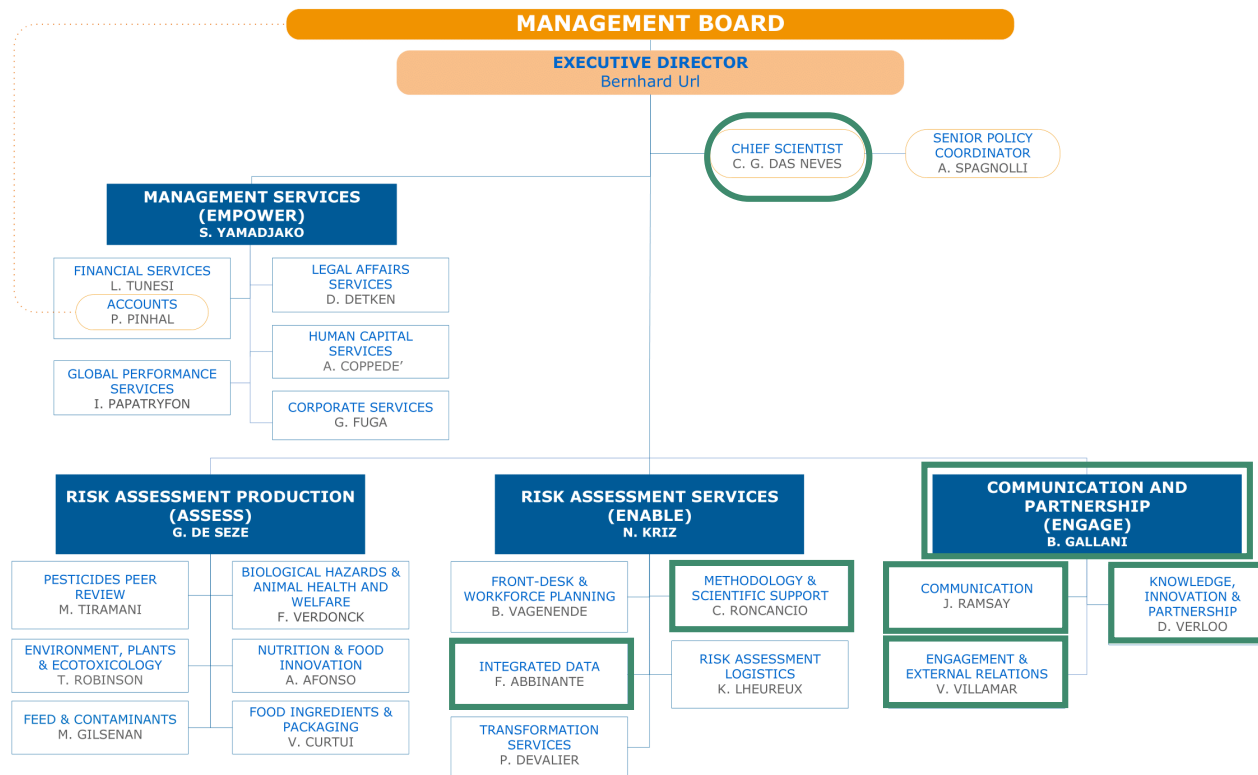 MANAGEMENT BOARD
EXECUTIVE DIRECTOR
Bernhard Url
CHIEF SCIENTIST
C. G. DAS NEVES
SENIOR POLICY
COORDINATOR
A. SPAGNOLLI
MANAGEMENT SERVICES
(EMPOWER)
S. YAMADJAKO
FINANCIAL SERVICES
L. TUNESI
ACCOUNTS
P. PINHAL
LEGAL AFFAIRS
SERVICES
D. DETKEN
HUMAN CAPITAL
SERVICES
A. COPPEDE’
GLOBAL PERFORMANCE
SERVICES
I. PAPATRYFON
CORPORATE SERVICES
G. FUGA
RISK ASSESSMENT PRODUCTION
(ASSESS)
G. DE SEZE
PESTICIDES PEER
REVIEW
M. TIRAMANI
BIOLOGICAL HAZARDS &
ANIMAL HEALTH AND
WELFARE
F. VERDONCK
ENVIRONMENT, PLANTS
& ECOTOXICOLOGY
T. ROBINSON
NUTRITION & FOOD
INNOVATION
A. AFONSO
FEED & CONTAMINANTS
M. GILSENAN
FOOD INGREDIENTS &
PACKAGING
V. CURTUI
RISK ASSESSMENT SERVICES
(ENABLE)
N. KRIZ
FRONT-DESK &
WORKFORCE PLANNING
B. VAGENENDE
METHODOLOGY &
SCIENTIFIC SUPPORT
C. RONCANCIO
INTEGRATED DATA
F. ABBINANTE
RISK ASSESSMENT
LOGISTICS
K. LHEUREUX
TRANSFORMATION
SERVICES
P. DEVALIER
COMMUNICATION AND
PARTNERSHIP
(ENGAGE)
B. GALLANI
COMMUNICATION
J. RAMSAY
KNOWLEDGE,
INNOVATION &
PARTNERSHIP
D. VERLOO
ENGAGEMENT &
EXTERNAL RELATIONS
V. VILLAMAR